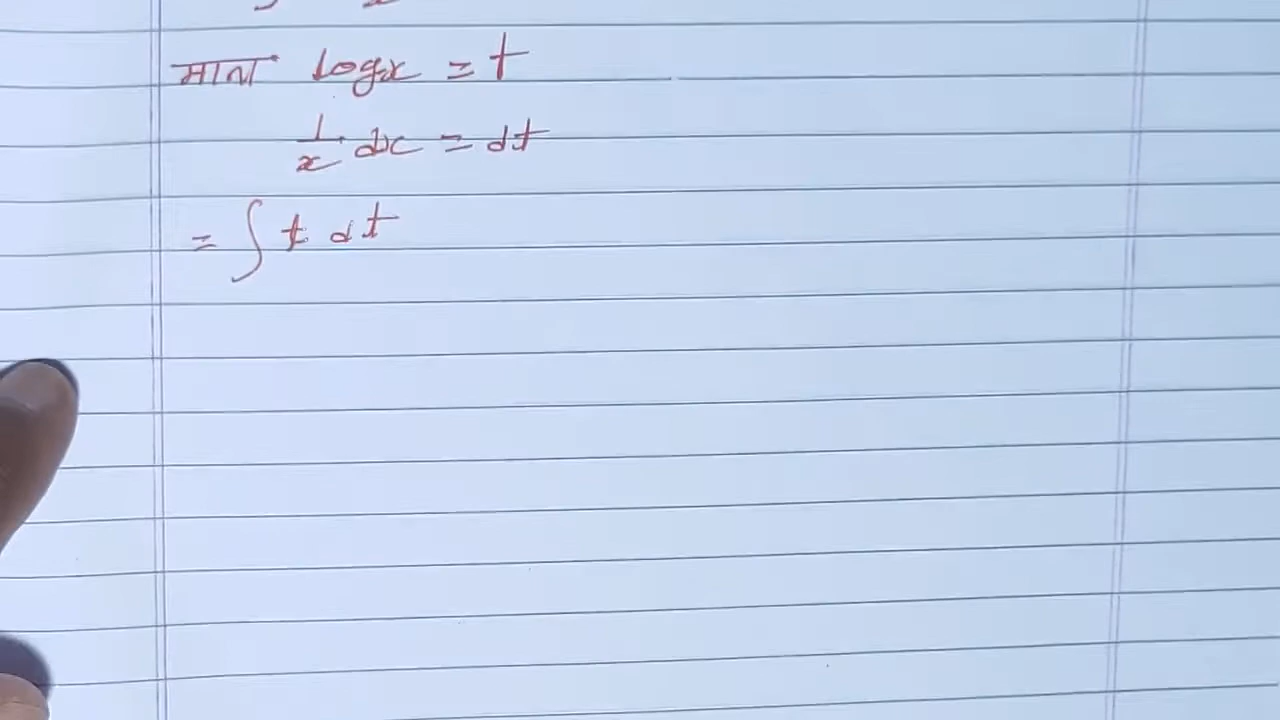 माना logx = t
1/x dx = dt
= ∫ t dt